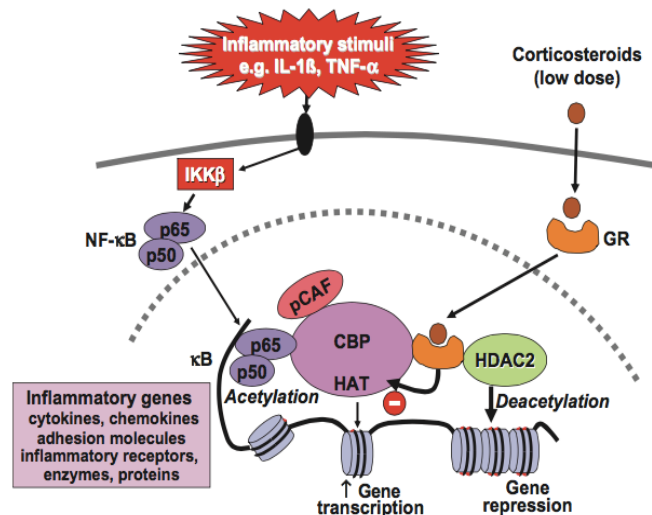 Inflammatory stimuli
e.g. IL-1ß, TNF-α
Corticosteroids
(low dose)
IKKβ
NF-κB
p65
p50
GR
pCAF
κB
p65
p50
CBP
HAT
HDAC2
Acetylation
Deacetylation
Inflammatory genes
cytokines, chemokines
adhesion molecules
inflammatory receptors,
enzymes, proteins
↑ Gene
transcription
Gene
repression